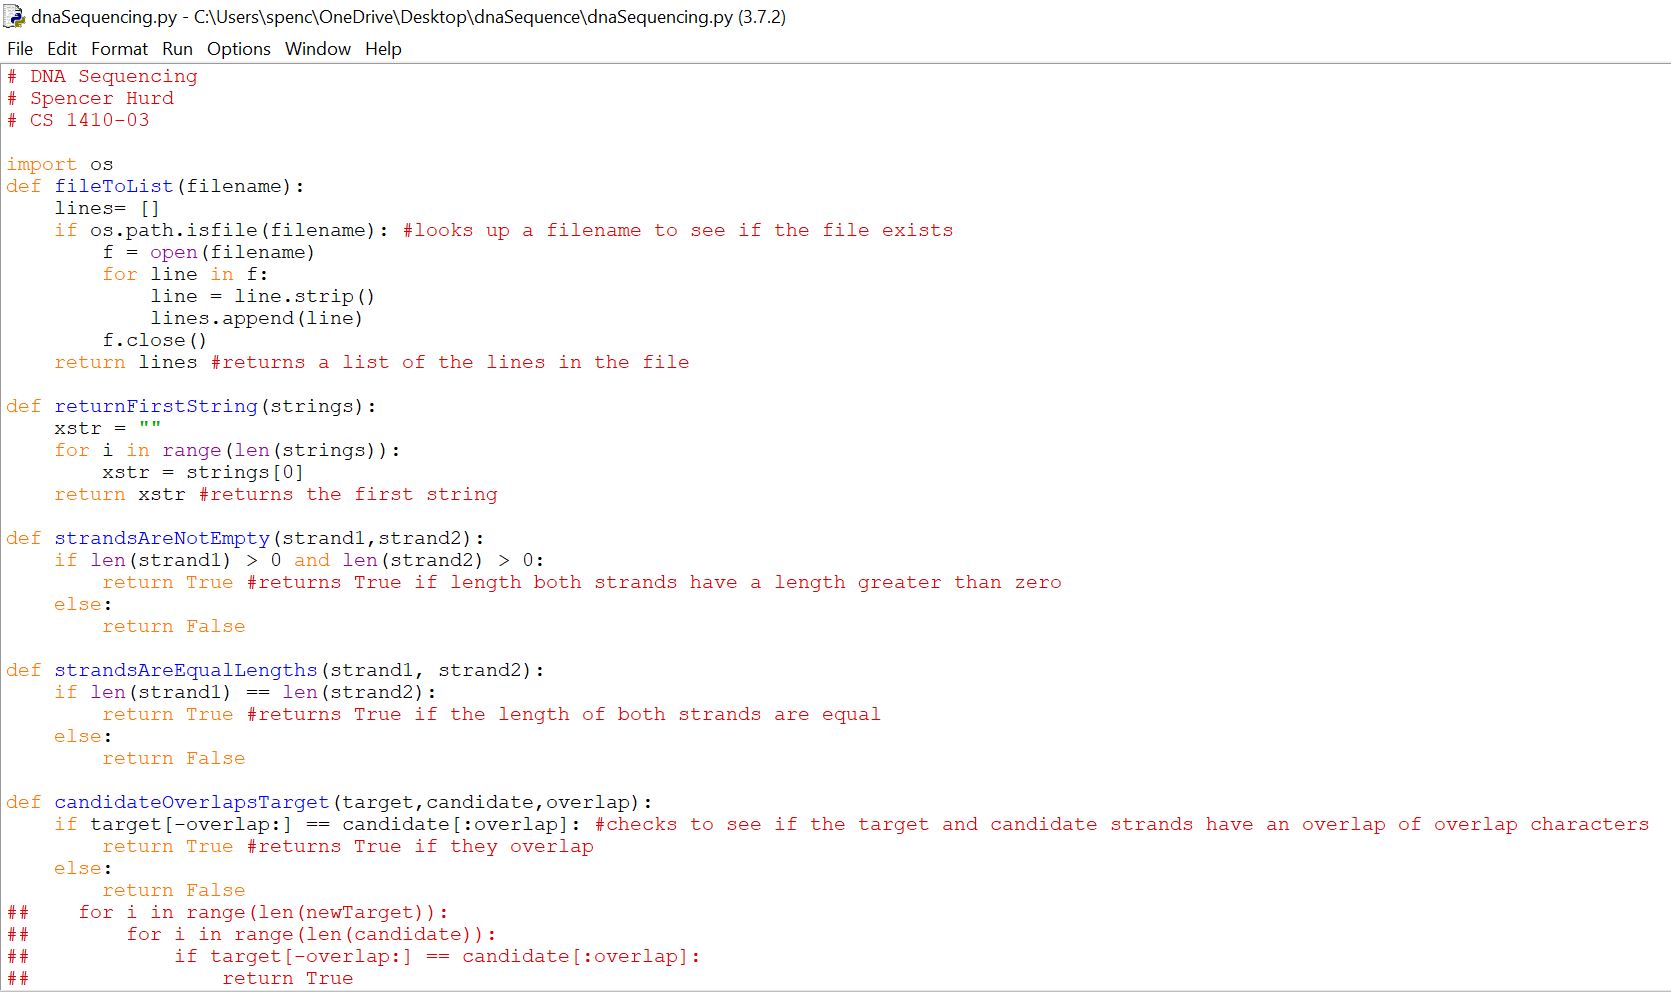 dnaSequencing.py - C:\Users\spenc\OneDrive\Desktop\dnaSequence\dnaSequencing.py (3.7.2)
File Edit Format Run Options Window Help
# DNA Sequencing
# Spencer Hurd
# CS 1410-03

import os
def fileToList(filename):
    lines= []
    if os.path.isfile(filename): #looks up a filename to see if the file exists
        f = open(filename)
        for line in f:
            line = line.strip()
            lines.append(line)
        f.close()
    return lines #returns a list of the lines in the file

def returnFirstString(strings):
    xstr = ""
    for i in range(len(strings)):
        xstr = strings[0]
    return xstr #returns the first string

def strandsAreNotEmpty(strand1,strand2):
    if len(strand1) > 0 and len(strand2) > 0:
        return True #returns True if length both strands have a length greater than zero
    else:
        return False

def strandsAreEqualLengths(strand1, strand2):
    if len(strand1) == len(strand2):
        return True #returns True if the length of both strands are equal
    else:
        return False

def candidateOverlapsTarget(target,candidate,overlap):
    if target[-overlap:] == candidate[:overlap]: #checks to see if the target and candidate strands have an overlap of overlap characters
        return True #returns True if they overlap
    else:
        return False
##    for i in range(len(newTarget)):
##        for i in range(len(candidate)):
##            if target[-overlap:] == candidate[:overlap]:
##                return True